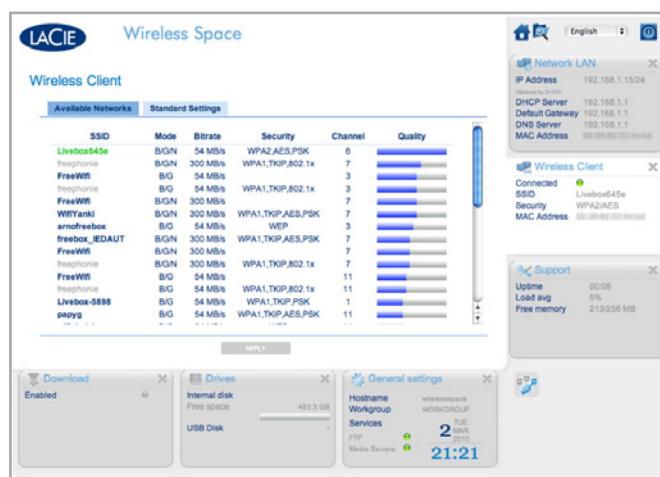 LACIE Wireless Space
English
Wireless Client
Available Networks Standard Settings
SSID Mode Bitrate Security Channel Quality
Livebox645e B/G/N 54 MB/s WPA2,AES,PSK 6
freephonie B/G/N 300 MB/s WPA1,TKIP,802.1x 7
FreeWifi B/G 54 MB/s 3
freephonie B/G 54 MB/s WPA1,TKIP,802.1x 3
FreeWifi B/G/N 300 MB/s 7
WifiYanki B/G/N 300 MB/s WPA1,TKIP,AES,PSK 7
arnofreebox B/G 54 MB/s WEP 3
freebox_IEDAUT B/G/N 300 MB/s WPA1,TKIP,AES,PSK 7
FreeWifi B/G/N 300 MB/s 7
freephonie B/G/N 300 MB/s WPA1,TKIP,802.1x 7
FreeWifi B/G 54 MB/s 11
freephonie B/G 54 MB/s WPA1,TKIP,802.1x 11
Livebox-5898 B/G 54 MB/s WPA1,TKIP,PSK 1
papyg B/G 54 MB/s WPA1,TKIP,AES,PSK 11
APPLY
Network LAN
IP Address 192.168.1.15/24
Obtained by DHCP
DHCP Server 192.168.1.1
Default Gateway 192.168.1.1
DNS Server 192.168.1.1
MAC Address
Wireless Client
Connected
SSID Livebox645e
Security WPA2/AES
MAC Address
Support
Uptime 00:08
Load avg 5%
Free memory 213/256 MB
Download
Enabled
Drives
Internal disk
Free space 463.3 GB
USB Disk -
General settings
Hostname wirelessspace
Workgroup WORKGROUP
Services
FTP
Media Servers
2 TUE. MAR. 2010
21:21